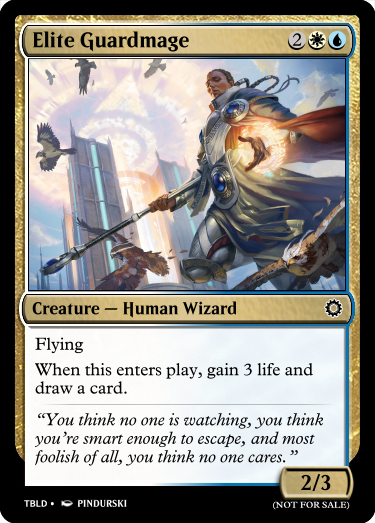 Elite Guardmage 2
Creature — Human Wizard
Flying
When this enters play, gain 3 life and
draw a card.
“You think no one is watching, you think
you’re smart enough to escape, and most
foolish of all, you think no one cares.”
2/3
TBLD • PINDURSKI
(NOT FOR SALE)